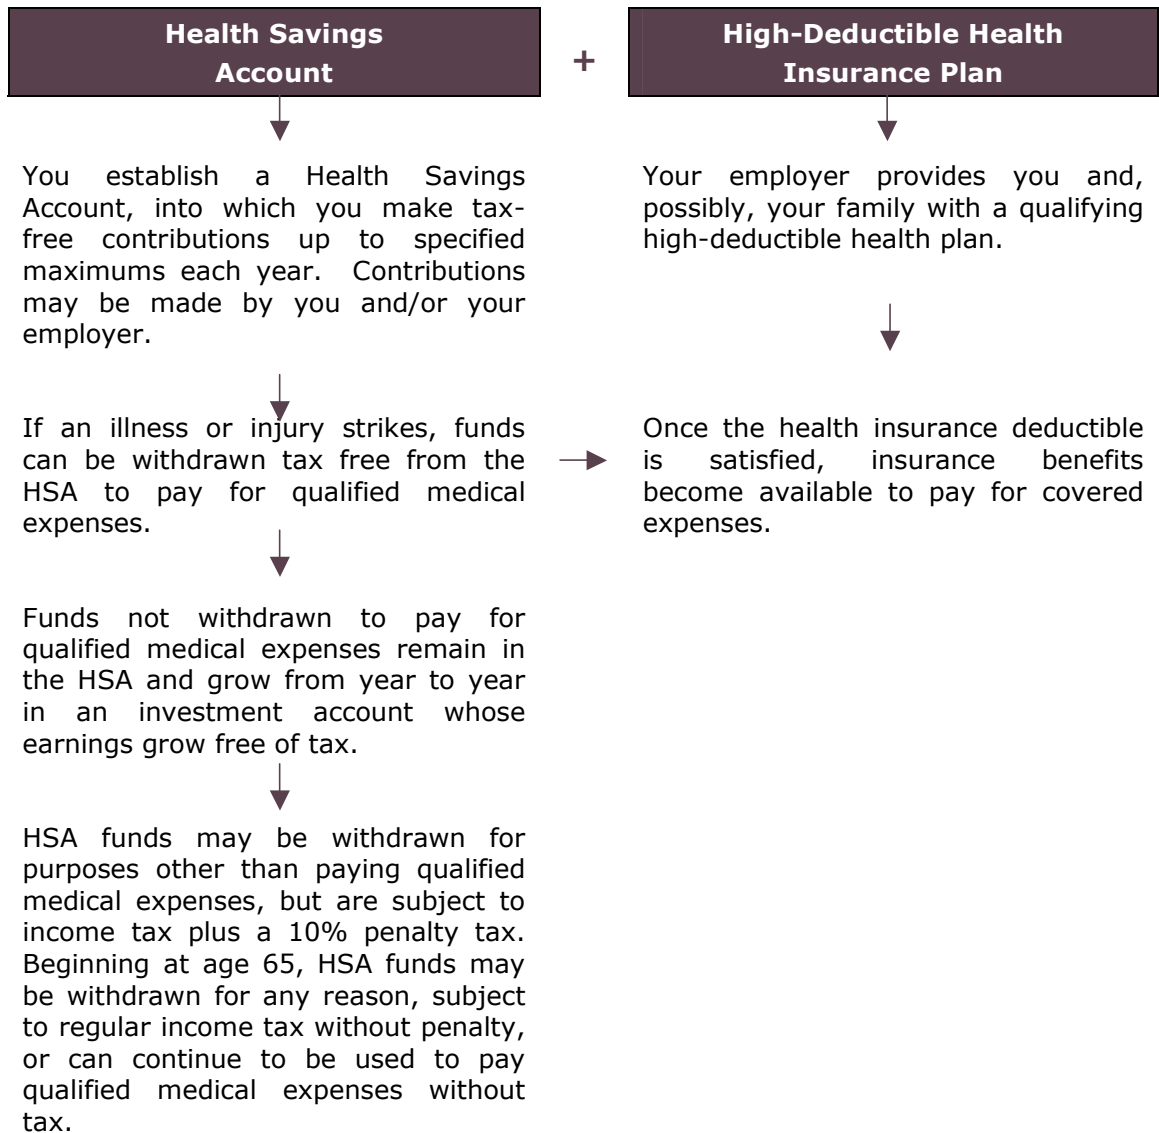 Health Savings
Account
+
High-Deductible Health
Insurance Plan
You establish a Health Savings
Account, into which you make tax-
free contributions up to specified
maximums each year. Contributions
may be made by you and/or your
employer.
Your employer provides you and,
possibly, your family with a qualifying
high-deductible health plan.
If an illness or injury strikes, funds
can be withdrawn tax free from the
HSA to pay for qualified medical
expenses.
Once the health insurance deductible
is satisfied, insurance benefits
become available to pay for covered
expenses.
Funds not withdrawn to pay for
qualified medical expenses remain in
the HSA and grow from year to year
in an investment account whose
earnings grow free of tax.
HSA funds may be withdrawn for
purposes other than paying qualified
medical expenses, but are subject to
income tax plus a 10% penalty tax.
Beginning at age 65, HSA funds may
be withdrawn for any reason, subject
to regular income tax without penalty,
or can continue to be used to pay
qualified medical expenses without
tax.